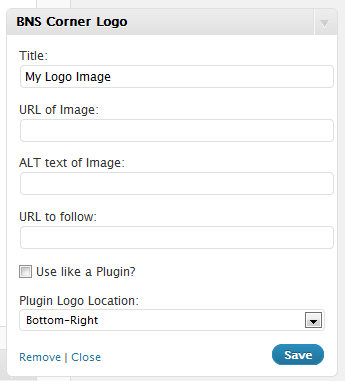 BNS Corner Logo
Title:
My Logo Image
URL of Image:
ALT text of Image:
URL to follow:
Use like a Plugin?
Plugin Logo Location:
Bottom-Right
Remove | Close
Save